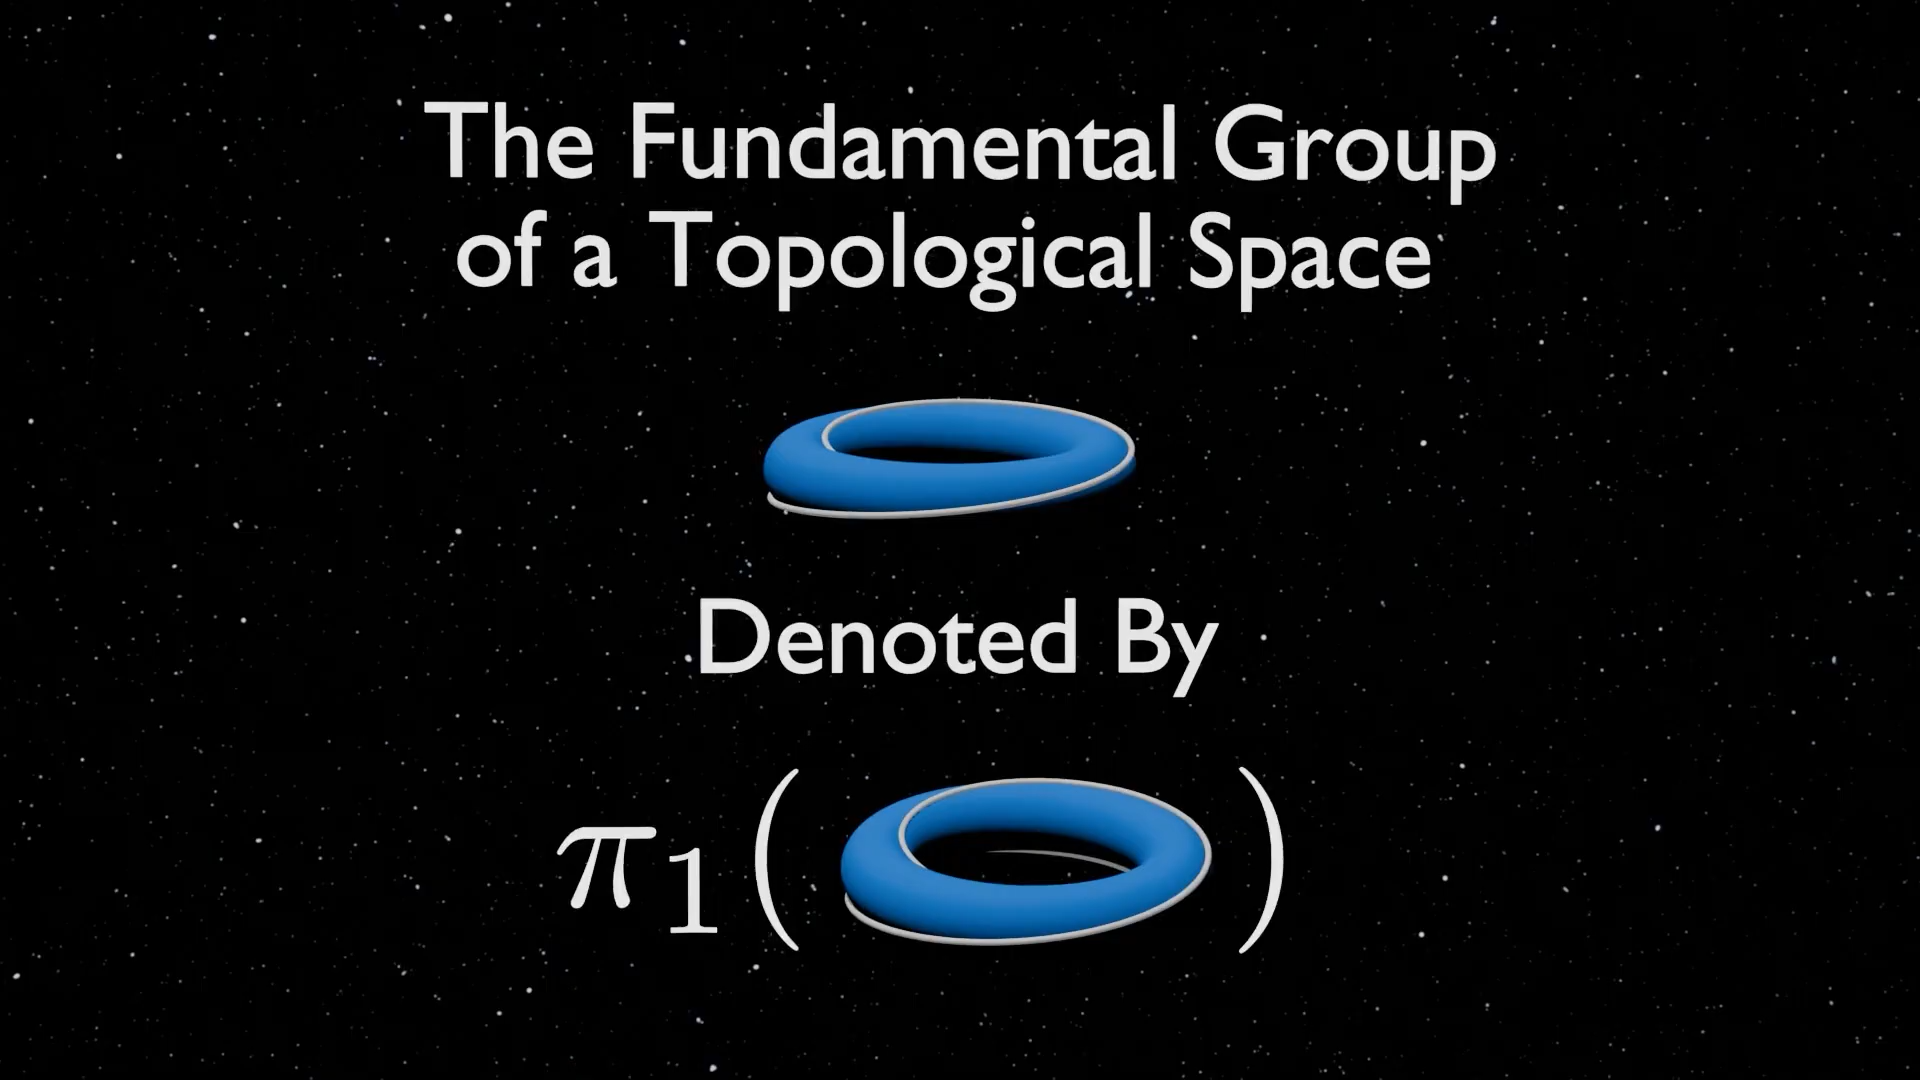 The Fundamental Group
of a Topological Space
Denoted By
π₁( )